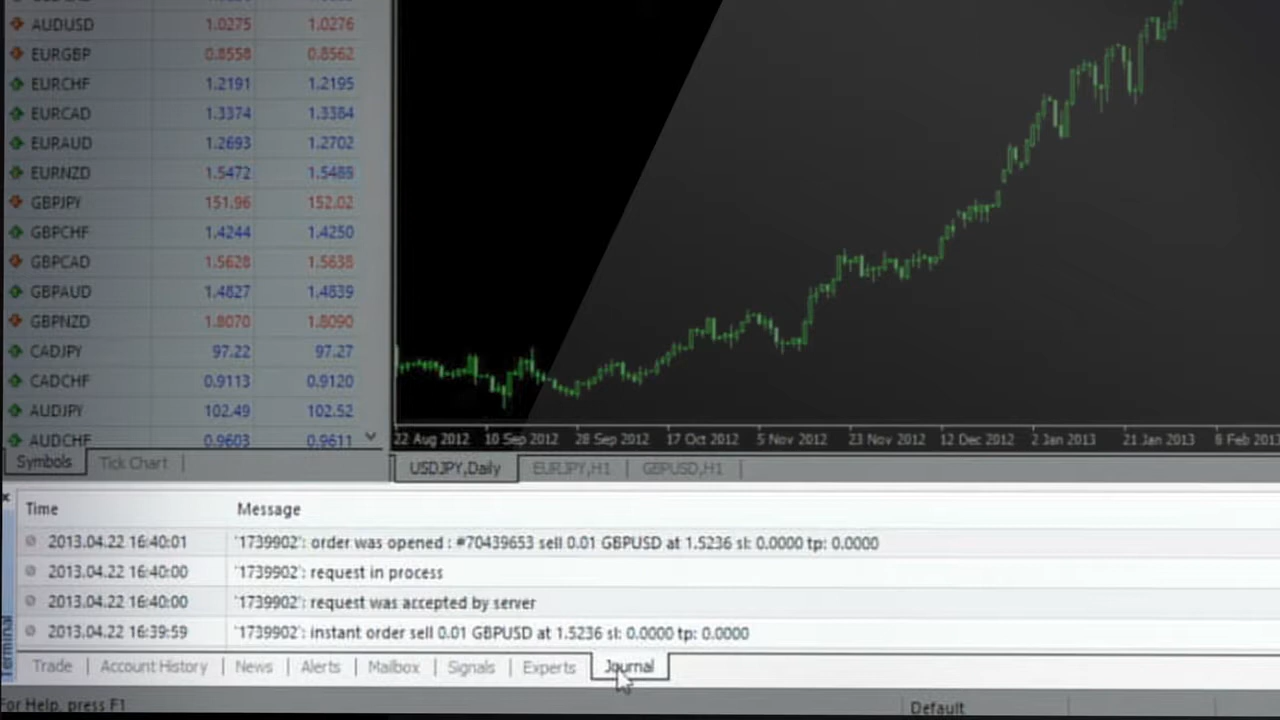 AUDUSD 1.0275 1.0276
EURGBP 0.8558 0.8562
EURCHF 1.2191 1.2195
EURCAD 1.3374 1.3384
EURAUD 1.2693 1.2702
EURNZD 1.5472 1.5489
GBPJPY 151.96 152.02
GBPCHF 1.4244 1.4250
GBPCAD 1.5628 1.5638
GBPAUD 1.4827 1.4839
GBPNZD 1.8070 1.8090
CADJPY 97.22 97.27
CADCHF 0.9113 0.9120
AUDJPY 102.49 102.52
AUDCHF 0.9603 0.9611
Symbols Tick Chart
22 Aug 2012 10 Sep 2012 28 Sep 2012 17 Oct 2012 5 Nov 2012 23 Nov 2012 12 Dec 2012 2 Jan 2013 21 Jan 2013 8 Feb 2013
USDJPY,Daily EURJPY,H1 GBPUSD,H1
Time Message
2013.04.22 16:40:01 '1739902': order was opened : #70439653 sell 0.01 GBPUSD at 1.5236 sl: 0.0000 tp: 0.0000
2013.04.22 16:40:00 '1739902': request in process
2013.04.22 16:40:00 '1739902': request was accepted by server
2013.04.22 16:39:59 '1739902': instant order sell 0.01 GBPUSD at 1.5236 sl: 0.0000 tp: 0.0000
Terminal
Trade Account History News Alerts Mailbox Signals Experts Journal
For Help, press F1 Default